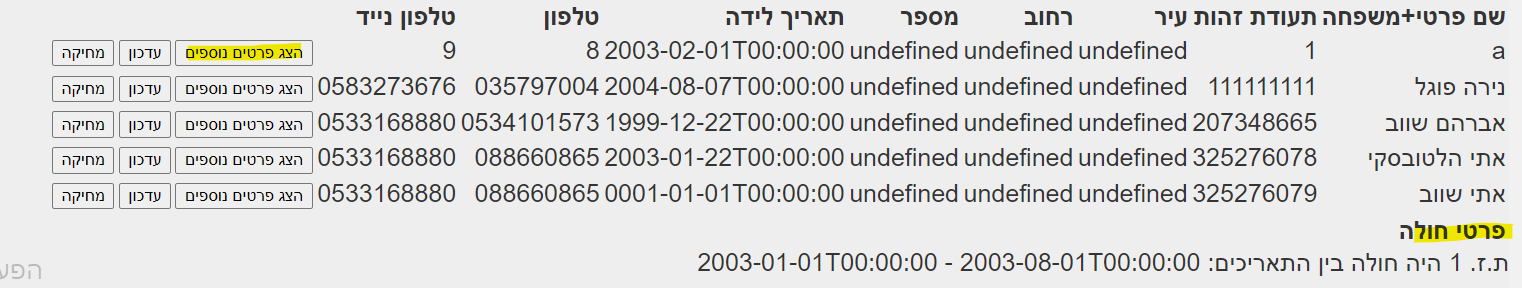 שם פרטי+משפחה תעודת זהות עיר רחוב מספר תאריך לידה טלפון טלפון נייד
a 1 undefined undefined undefined 2003-02-01T00:00:00 8 9 הצג פרטים נוספים עדכון מחיקה
נירה פוגל 111111111 undefined undefined undefined 2004-08-07T00:00:00 035797004 0583273676 הצג פרטים נוספים עדכון מחיקה
אברהם שווב 207348665 undefined undefined undefined 1999-12-22T00:00:00 0534101573 0533168880 הצג פרטים נוספים עדכון מחיקה
אתי הלטובסקי 325276078 undefined undefined undefined 2003-01-22T00:00:00 088660865 0533168880 הצג פרטים נוספים עדכון מחיקה
אתי שווב 325276079 undefined undefined undefined 0001-01-01T00:00:00 088660865 0533168880 הצג פרטים נוספים עדכון מחיקה
פרטי חולה
ת.ז. 1 היה חולה בין התאריכים: 2003-08-01T00:00:00 - 2003-01-01T00:00:00